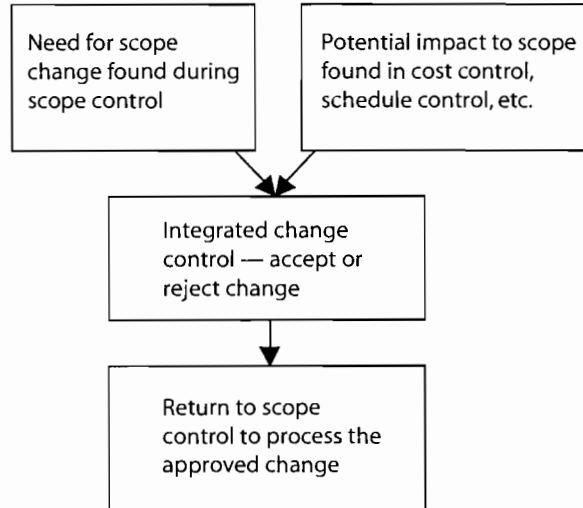 Need for scope
change found during
scope control
Potential impact to scope
found in cost control,
schedule control, etc.
Integrated change
control — accept or
reject change
Return to scope
control to process the
approved change